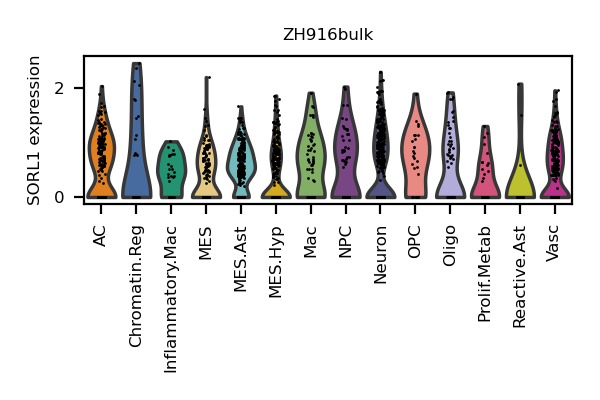 ZH916bulk
SORL1 expression
2
0
AC
Chromatin.Reg
Inflammatory.Mac
MES
MES.Ast
MES.Hyp
Mac
NPC
Neuron
OPC
Oligo
Prolif.Metab
Reactive.Ast
Vasc